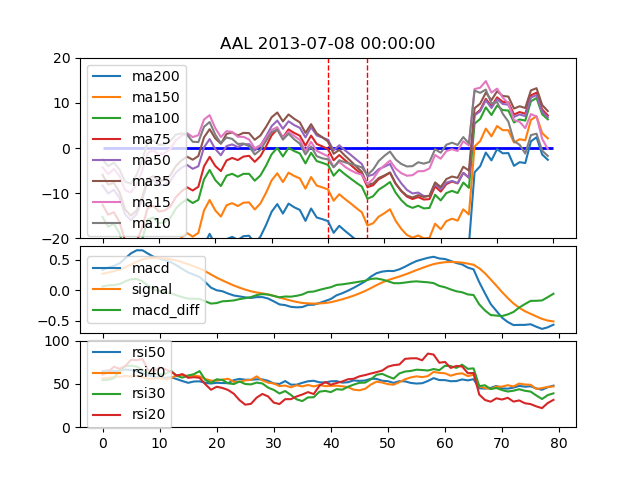 AAL 2013-07-08 00:00:00
20
10
0
−10
−20
ma200
ma150
ma100
ma75
ma50
ma35
ma15
ma10
0.5
0.0
−0.5
macd
signal
macd_diff
100
50
0
rsi50
rsi40
rsi30
rsi20
0 10 20 30 40 50 60 70 80